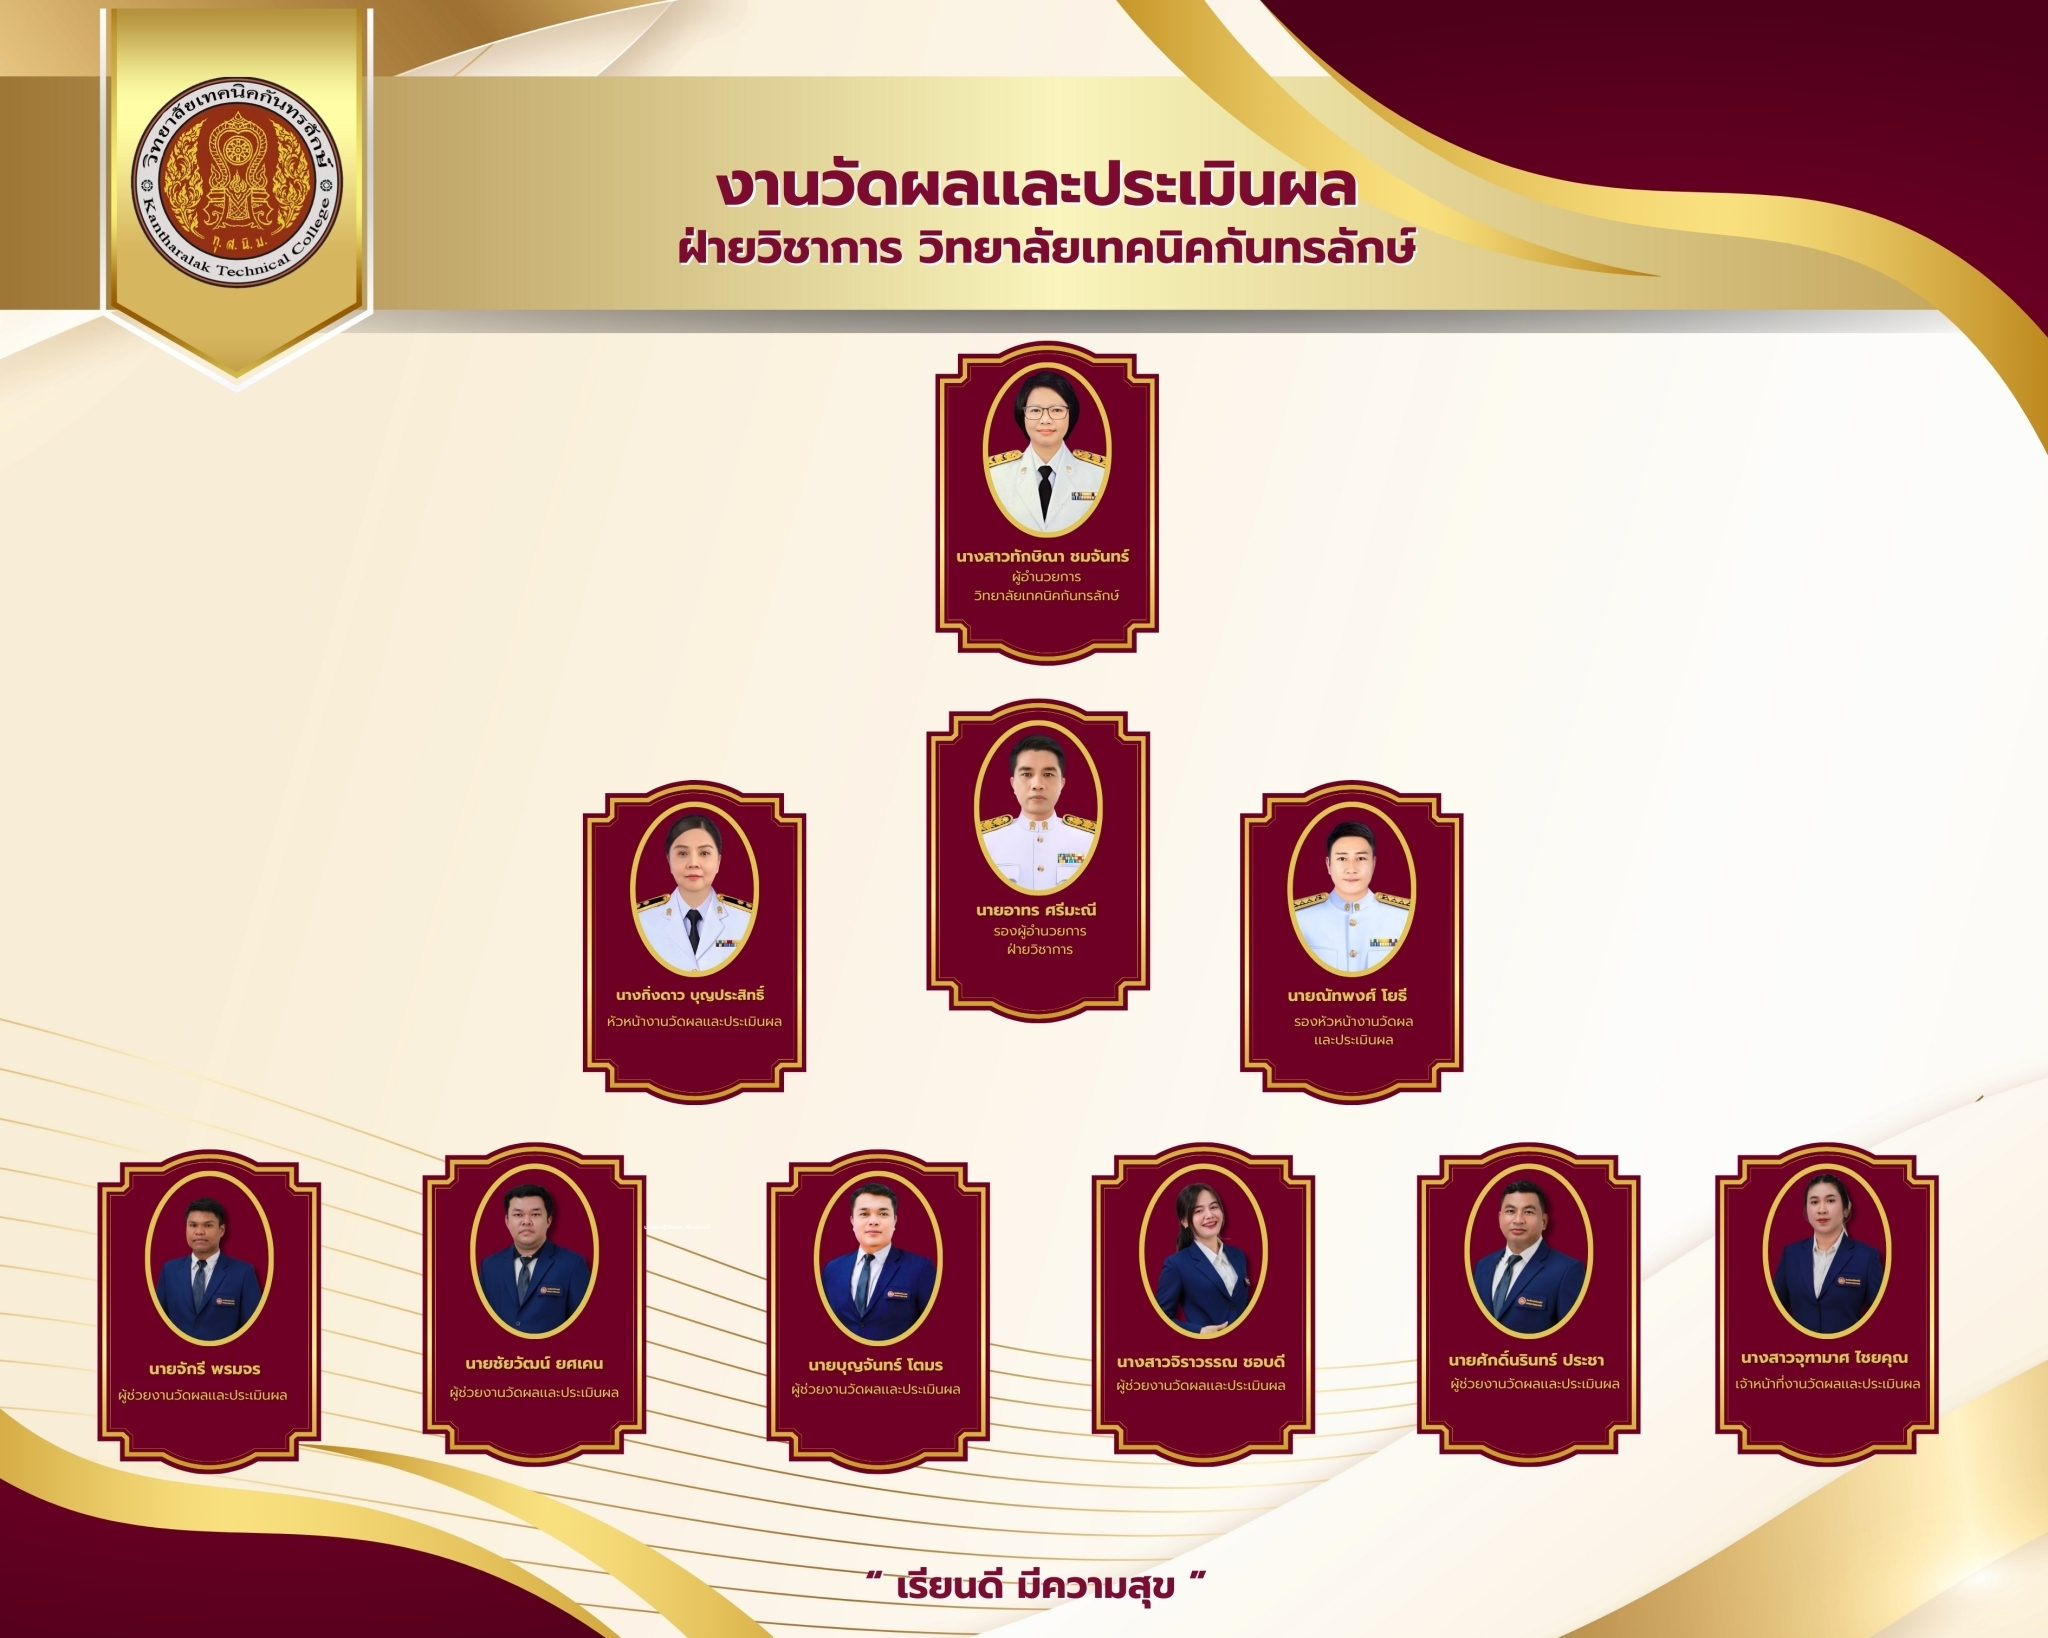 วิทยาลัยเทคนิคกันทรลักษ์
ทุ. ส. นิ. ม.
Kantharalak Technical College
งานวัดผลและประเมินผล
ฝ่ายวิชาการ วิทยาลัยเทคนิคกันทรลักษ์
นางสาวทักษิณา ชมจันทร์
ผู้อำนวยการ
วิทยาลัยเทคนิคกันทรลักษ์
นายอาทร ศรีมะณี
รองผู้อำนวยการ
ฝ่ายวิชาการ
นางกิ่งดาว บุญประสิทธิ์
หัวหน้างานวัดผลและประเมินผล
นายณัทพงศ์ โยธี
รองหัวหน้างานวัดผล
และประเมินผล
นายจักรี พรมจร
ผู้ช่วยงานวัดผลและประเมินผล
นายชัยวัฒน์ ยศเคน
ผู้ช่วยงานวัดผลและประเมินผล
นายบุญจันทร์ โตมร
ผู้ช่วยงานวัดผลและประเมินผล
นางสาวจิราวรรณ ชอบดี
ผู้ช่วยงานวัดผลและประเมินผล
นายศักดิ์นรินทร์ ประชา
ผู้ช่วยงานวัดผลและประเมินผล
นางสาวจุฑามาศ ไชยคุณ
เจ้าหน้าที่งานวัดผลและประเมินผล
“ เรียนดี มีความสุข ”